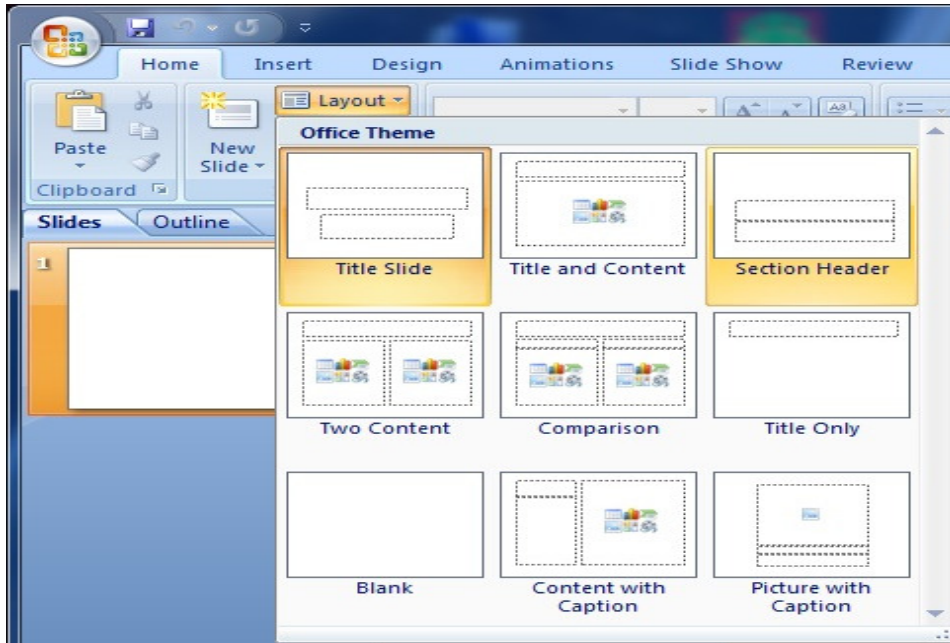 Home Insert Design Animations Slide Show Review
Layout
Paste
New
Slide
Clipboard
Slides Outline
1
Office Theme
Title Slide Title and Content Section Header
Two Content Comparison Title Only
Blank Content with Caption Picture with Caption